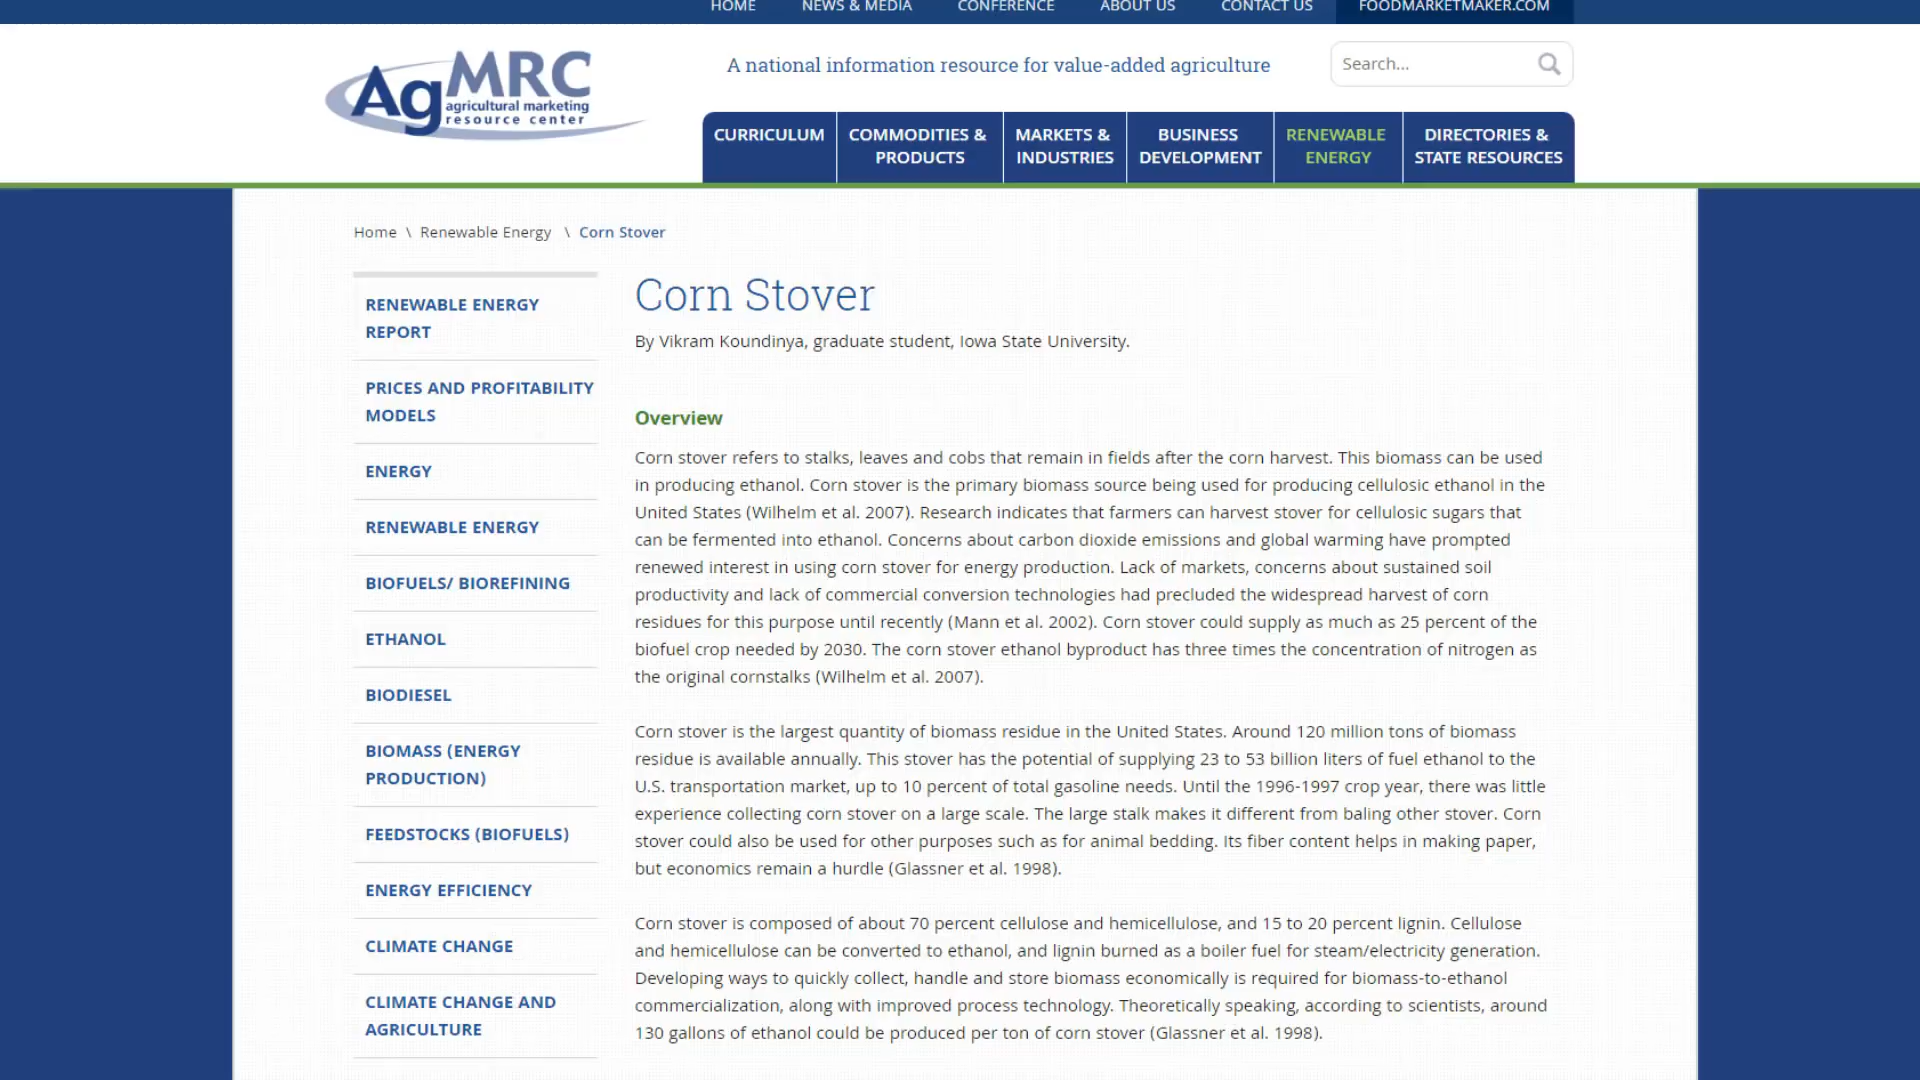 HOME NEWS & MEDIA CONFERENCE ABOUT US CONTACT US FOODMARKETMAKER.COM
AgMRC
agricultural marketing
resource center
A national information resource for value-added agriculture
Search...
CURRICULUM
COMMODITIES &
PRODUCTS
MARKETS &
INDUSTRIES
BUSINESS
DEVELOPMENT
RENEWABLE
ENERGY
DIRECTORIES &
STATE RESOURCES
Home \ Renewable Energy \ Corn Stover
RENEWABLE ENERGY
REPORT
PRICES AND PROFITABILITY
MODELS
ENERGY
RENEWABLE ENERGY
BIOFUELS/ BIOREFINING
ETHANOL
BIODIESEL
BIOMASS (ENERGY
PRODUCTION)
FEEDSTOCKS (BIOFUELS)
ENERGY EFFICIENCY
CLIMATE CHANGE
CLIMATE CHANGE AND
AGRICULTURE
Corn Stover
By Vikram Koundinya, graduate student, Iowa State University.
Overview
Corn stover refers to stalks, leaves and cobs that remain in fields after the corn harvest. This biomass can be used
in producing ethanol. Corn stover is the primary biomass source being used for producing cellulosic ethanol in the
United States (Wilhelm et al. 2007). Research indicates that farmers can harvest stover for cellulosic sugars that
can be fermented into ethanol. Concerns about carbon dioxide emissions and global warming have prompted
renewed interest in using corn stover for energy production. Lack of markets, concerns about sustained soil
productivity and lack of commercial conversion technologies had precluded the widespread harvest of corn
residues for this purpose until recently (Mann et al. 2002). Corn stover could supply as much as 25 percent of the
biofuel crop needed by 2030. The corn stover ethanol byproduct has three times the concentration of nitrogen as
the original cornstalks (Wilhelm et al. 2007).
Corn stover is the largest quantity of biomass residue in the United States. Around 120 million tons of biomass
residue is available annually. This stover has the potential of supplying 23 to 53 billion liters of fuel ethanol to the
U.S. transportation market, up to 10 percent of total gasoline needs. Until the 1996-1997 crop year, there was little
experience collecting corn stover on a large scale. The large stalk makes it different from baling other stover. Corn
stover could also be used for other purposes such as for animal bedding. Its fiber content helps in making paper,
but economics remain a hurdle (Glassner et al. 1998).
Corn stover is composed of about 70 percent cellulose and hemicellulose, and 15 to 20 percent lignin. Cellulose
and hemicellulose can be converted to ethanol, and lignin burned as a boiler fuel for steam/electricity generation.
Developing ways to quickly collect, handle and store biomass economically is required for biomass-to-ethanol
commercialization, along with improved process technology. Theoretically speaking, according to scientists, around
130 gallons of ethanol could be produced per ton of corn stover (Glassner et al. 1998).